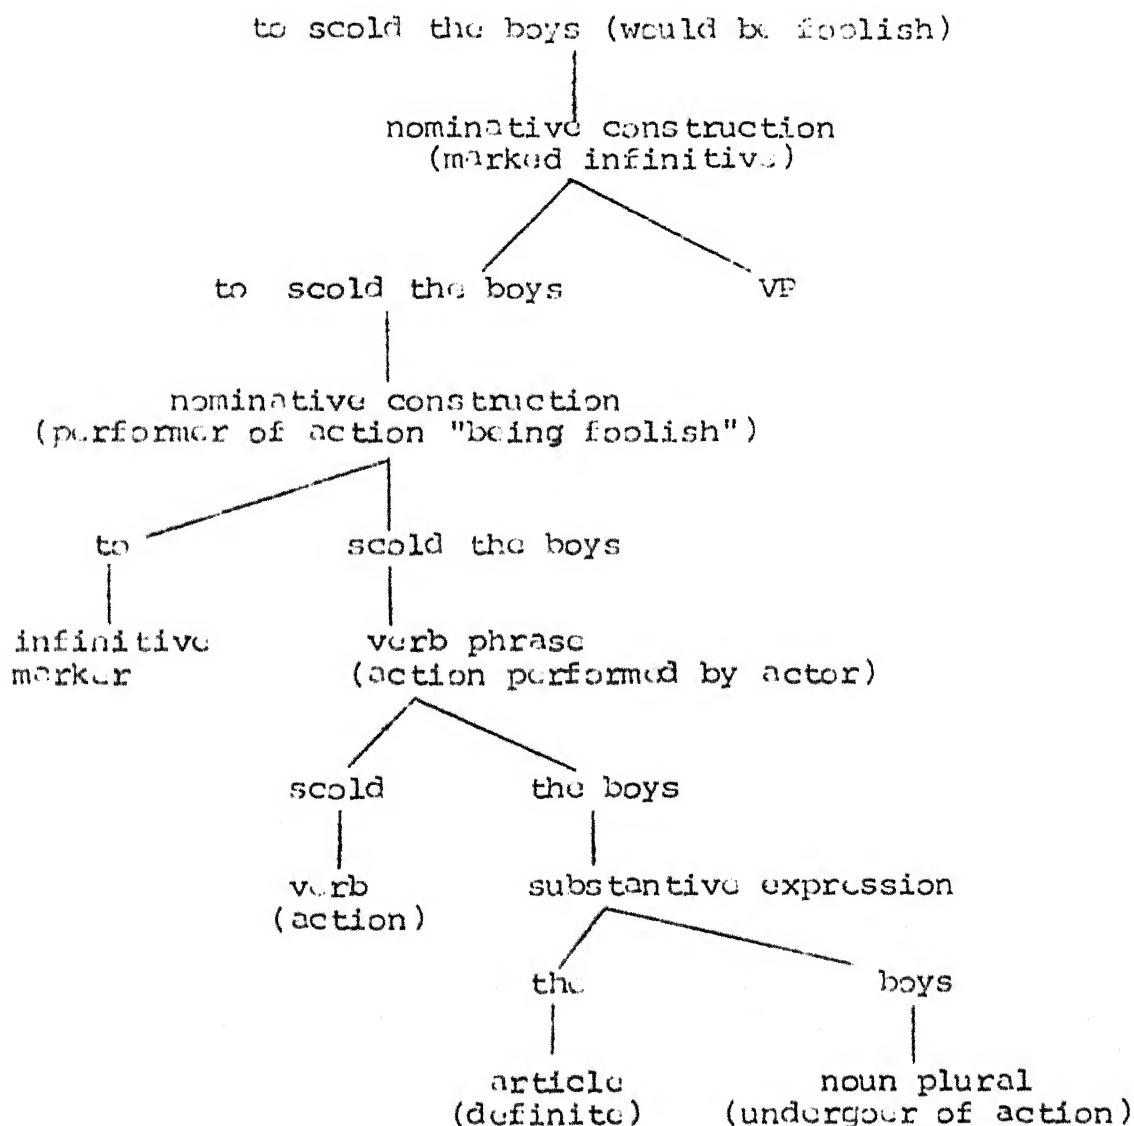 to scold the boys (would be foolish)
nominative construction
(marked infinitive)
to scold the boys
VP
nominative construction
(performer of action "being foolish")
to
scold the boys
infinitive
marker
verb phrase
(action performed by actor)
scold
the boys
verb
(action)
substantive expression
the
boys
article
(definite)
noun plural
(undergoer of action)